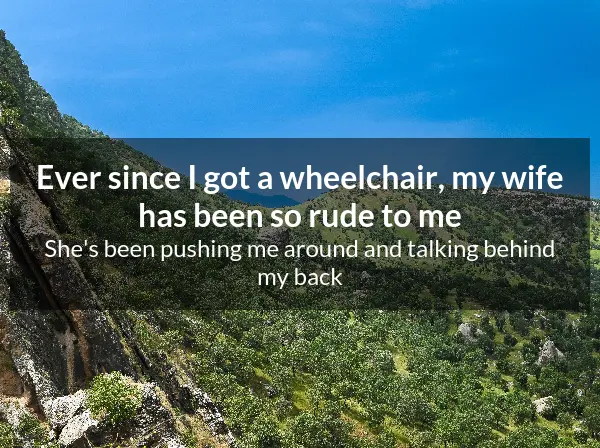 Ever since I got a wheelchair, my wife
has been so rude to me
She's been pushing me around and talking behind
my back